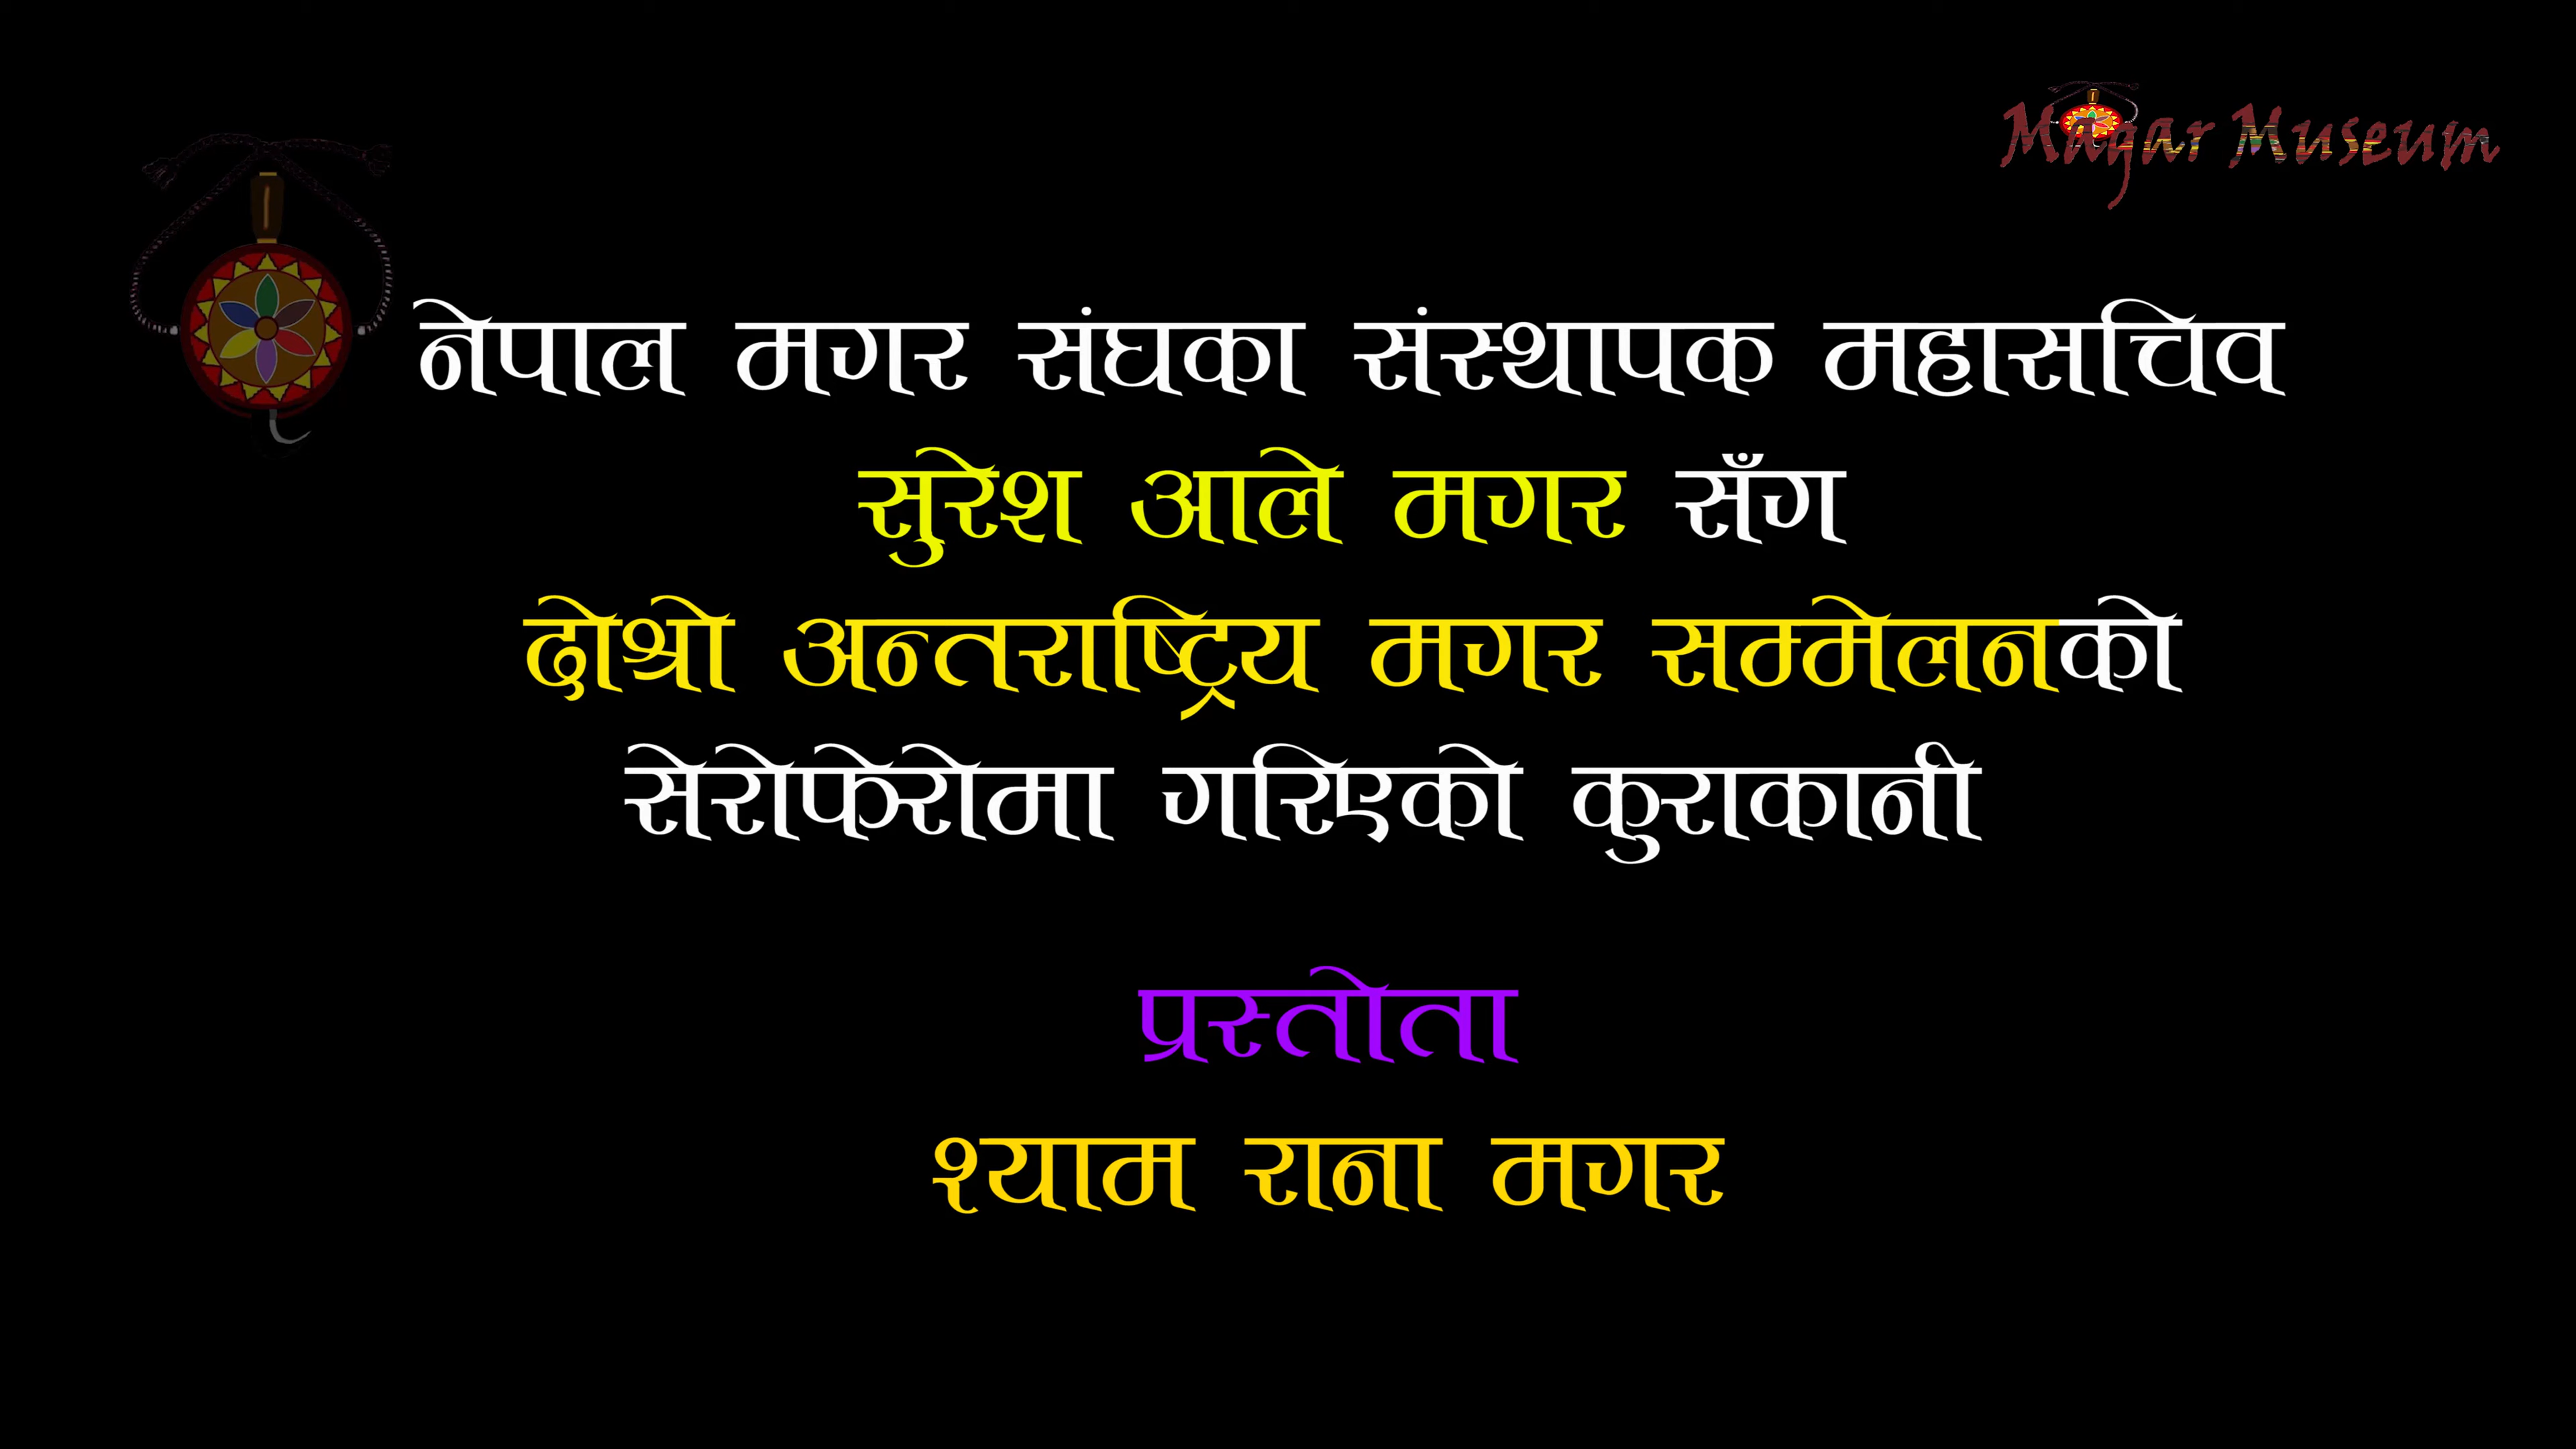 Magar Museum
नेपाल मगर संघका संस्थापक महासचिव
सुरेश आले मगर सँग
दोश्रो अन्तराष्ट्रिय मगर सम्मेलनको
सेरोफेरोमा गरिएको कुराकानी
प्रस्तोता
श्याम राना मगर